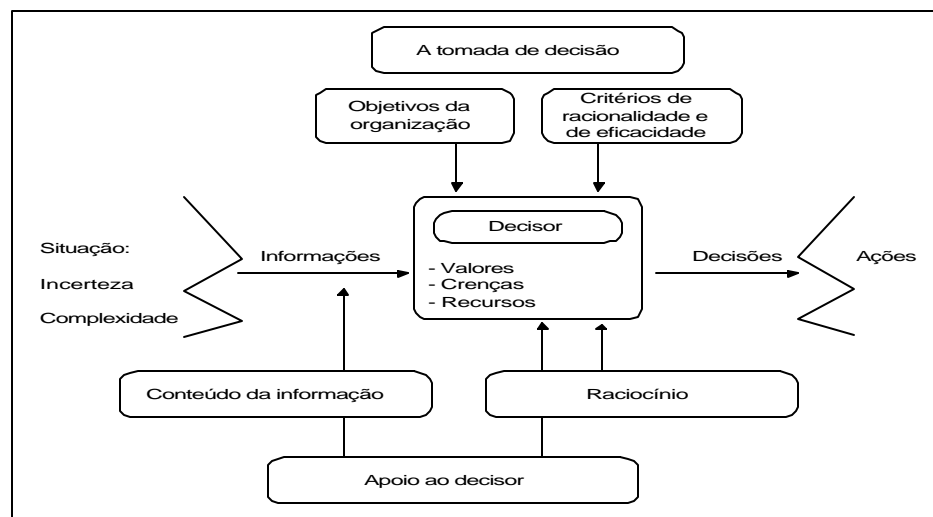 A tomada de decisão
Objetivos da
organização
Critérios de
racionalidade e
de eficacidade
Situação:
Incerteza
Complexidade
Informações
Decisor
- Valores
- Crenças
- Recursos
Decisões
Ações
Conteúdo da informação
Raciocínio
Apoio ao decisor